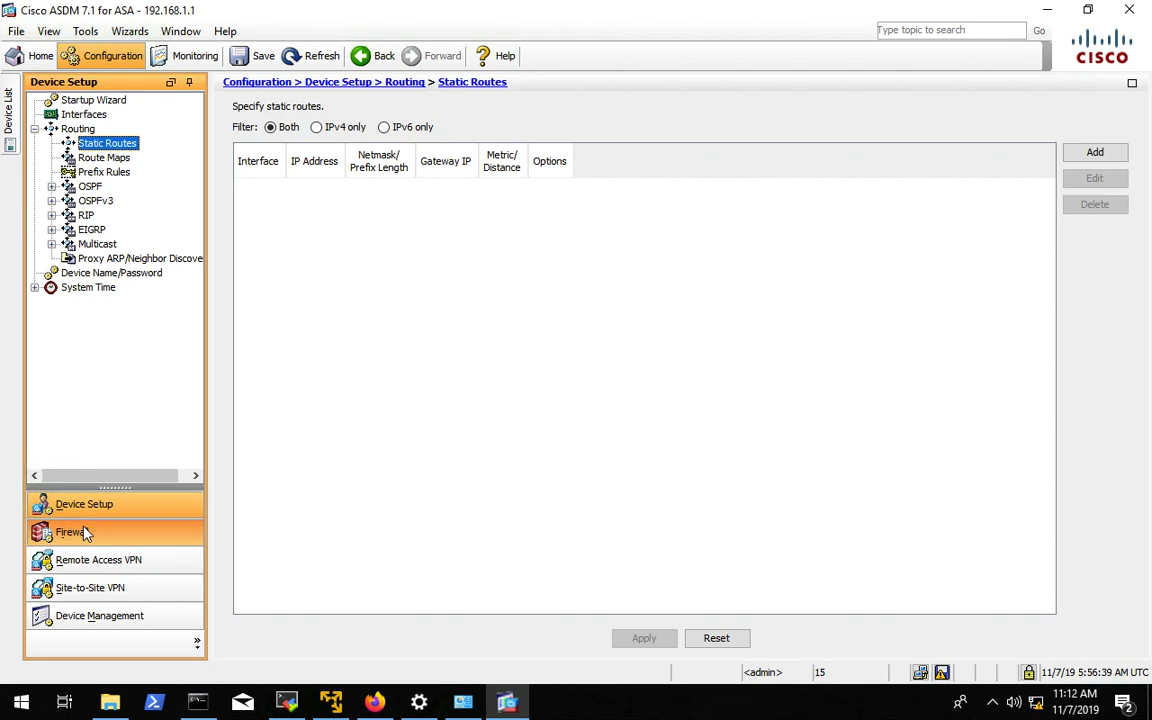 Cisco ASDM 7.1 for ASA - 192.168.1.1
File View Tools Wizards Window Help
Type topic to search Go
Home Configuration Monitoring Save Refresh Back Forward Help
CISCO
Device List
Device Setup
Startup Wizard
Interfaces
Routing
Static Routes
Route Maps
Prefix Rules
OSPF
OSPFv3
RIP
EIGRP
Multicast
Proxy ARP/Neighbor Discove
Device Name/Password
System Time
Device Setup
Firewall
Remote Access VPN
Site-to-Site VPN
Device Management
Configuration > Device Setup > Routing > Static Routes
Specify static routes.
Filter: Both IPv4 only IPv6 only
Interface IP Address Netmask/ Prefix Length Gateway IP Metric/ Distance Options
Add
Edit
Delete
Apply Reset
<admin> 15 11/7/19 5:56:39 AM UTC
11:12 AM
11/7/2019
2